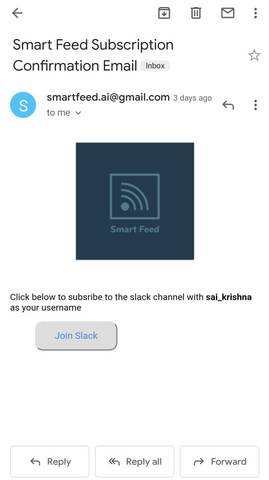 Smart Feed Subscription
Confirmation Email Inbox
S
smartfeed.ai@gmail.com 3 days ago
to me
Smart Feed
Click below to subsribe to the slack channel with sai_krishna
as your username
Join Slack
Reply
Reply all
Forward